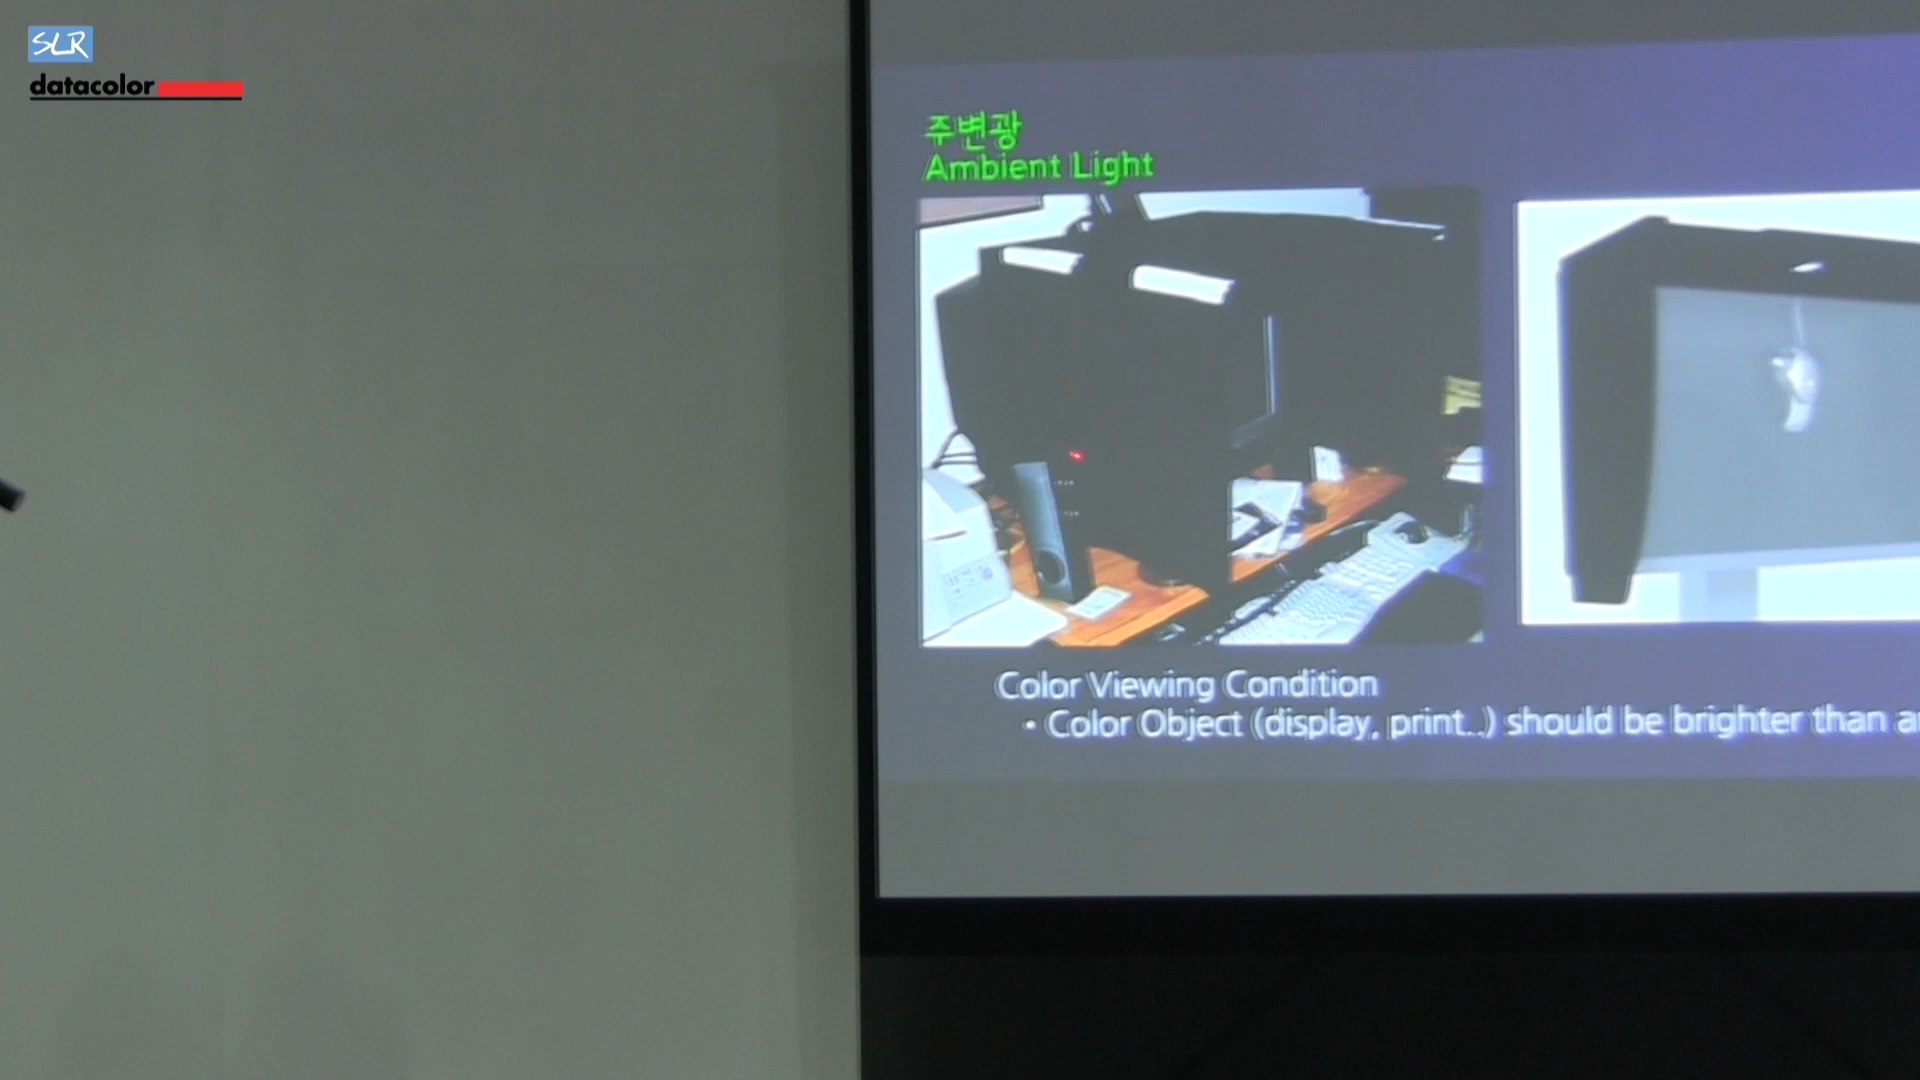 SLR
datacolor
주변광
Ambient Light
Color Viewing Condition
• Color Object (display, print...) should be brighter than